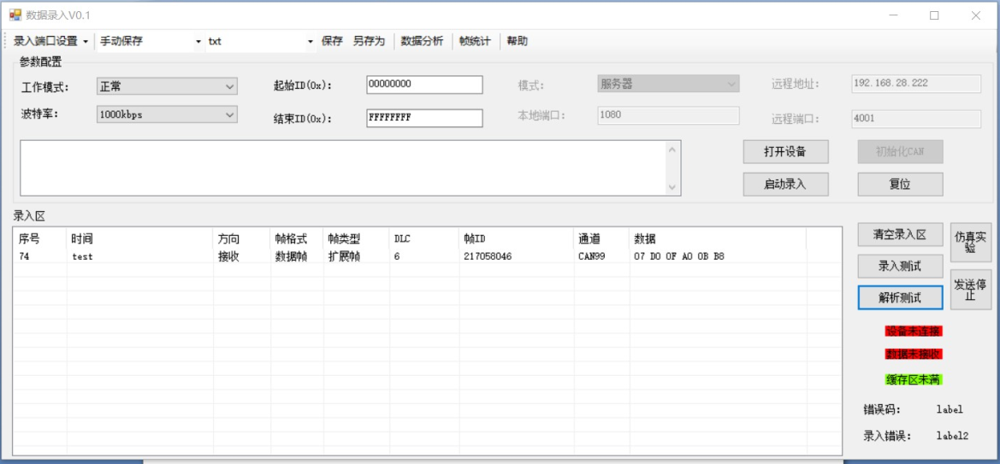 数据录入V0.1
录入端口设置 手动保存 txt 保存 另存为 数据分析 帧统计 帮助
参数配置
工作模式: 正常 起始ID(0x): 00000000 模式: 服务器 远程地址: 192.168.28.222
波特率: 1000kbps 结束ID(0x): FFFFFFFF 本地端口: 1080 远程端口: 4001
打开设备 初始化CAN
启动录入 复位
录入区
序号 时间 方向 帧格式 帧类型 DLC 帧ID 通道 数据
74 test 接收 数据帧 扩展帧 6 217058046 CAN99 07 D0 0F A0 0B B8
清空录入区 仿真实
验
录入测试
解析测试 发送停
止
设备未连接
数据未接收
缓存区未满
错误码: label
录入错误: label2